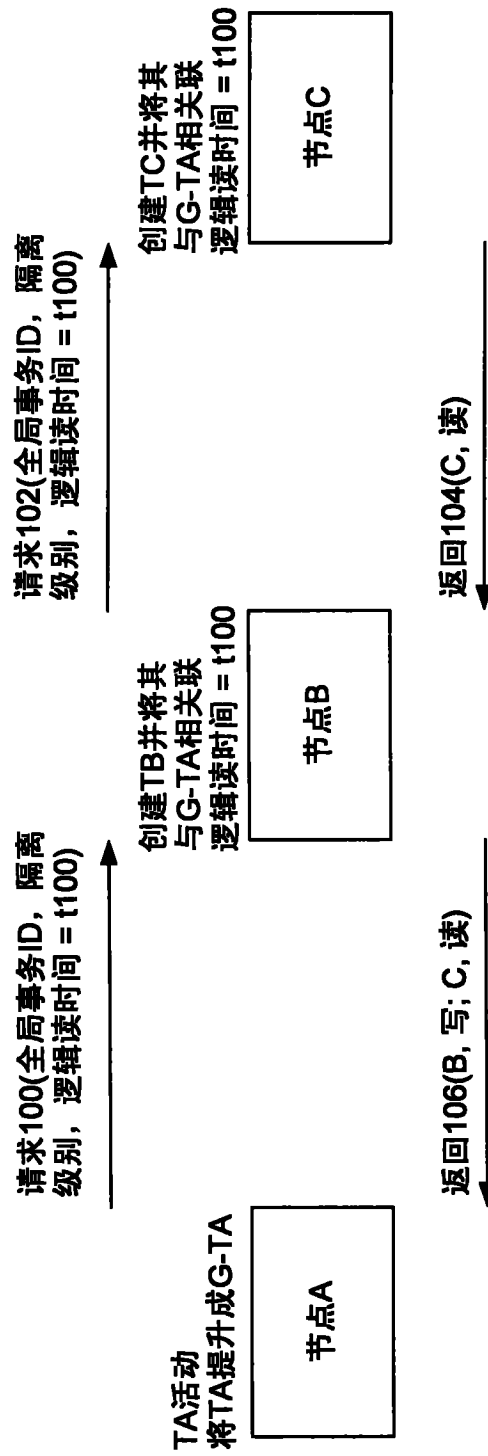 TA活动
将TA提升成G-TA
节点A
请求100(全局事务ID, 隔离
级别, 逻辑读时间 = t100)
返回106(B, 写; C, 读)
创建TB并将其
与G-TA相关联
逻辑读时间 = t100
节点B
请求102(全局事务ID, 隔离
级别, 逻辑读时间 = t100)
返回104(C, 读)
创建TC并将其
与G-TA相关联
逻辑读时间 = t100
节点C